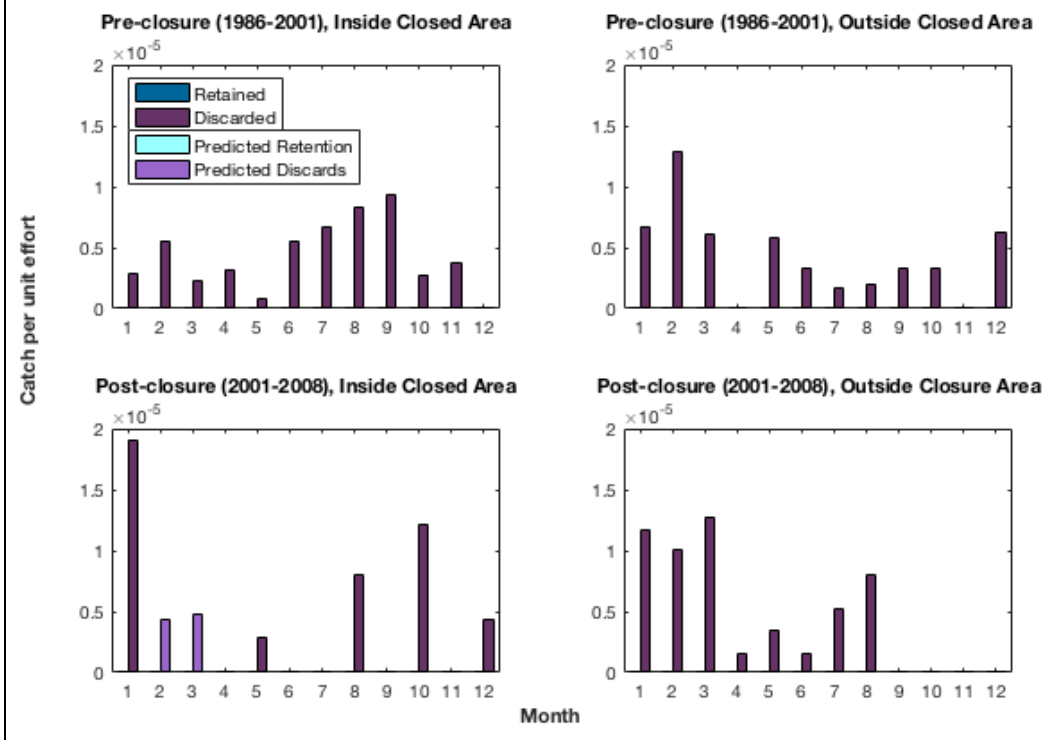 Pre-closure (1986-2001), Inside Closed Area
×10-5
2
1.5
1
0.5
0
1 2 3 4 5 6 7 8 9 10 11 12
Retained
Discarded
Predicted Retention
Predicted Discards
Pre-closure (1986-2001), Outside Closed Area
×10-5
2
1.5
1
0.5
0
1 2 3 4 5 6 7 8 9 10 11 12
Catch per unit effort
Post-closure (2001-2008), Inside Closed Area
×10-5
2
1.5
1
0.5
0
1 2 3 4 5 6 7 8 9 10 11 12
Post-closure (2001-2008), Outside Closure Area
×10-5
2
1.5
1
0.5
0
1 2 3 4 5 6 7 8 9 10 11 12
Month